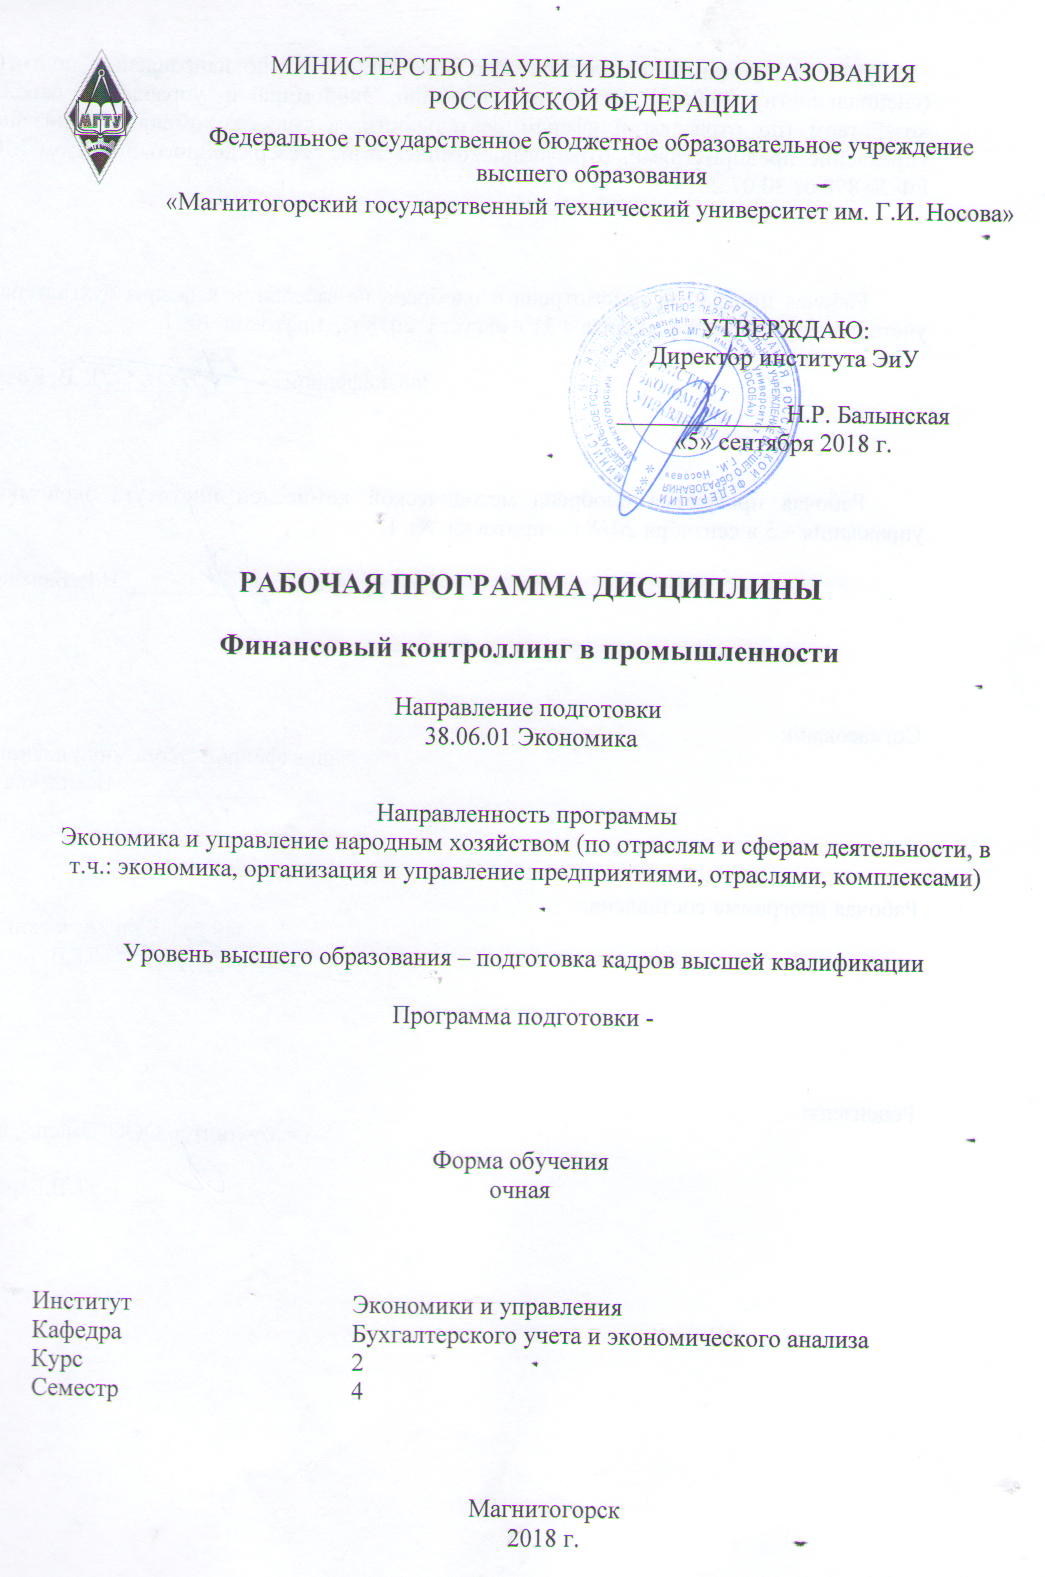 МИНИСТЕРСТВО НАУКИ И ВЫСШЕГО ОБРАЗОВАНИЯ
РОССИЙСКОЙ ФЕДЕРАЦИИ
Федеральное государственное бюджетное образовательное учреждение
высшего образования
«Магнитогорский государственный технический университет им. Г.И. Носова»
МГТУ
УТВЕРЖДАЮ:
Директор института ЭиУ
Н.Р. Балынская
«5» сентября 2018 г.
ИНСТИТУТ
ЭКОНОМИКИ И
УПРАВЛЕНИЯ
РАБОЧАЯ ПРОГРАММА ДИСЦИПЛИНЫ
Финансовый контроллинг в промышленности
Направление подготовки
38.06.01 Экономика
Направленность программы
Экономика и управление народным хозяйством (по отраслям и сферам деятельности, в
т.ч.: экономика, организация и управление предприятиями, отраслями, комплексами)
Уровень высшего образования – подготовка кадров высшей квалификации
Программа подготовки -
Форма обучения
очная
Институт Экономики и управления
Кафедра Бухгалтерского учета и экономического анализа
Курс 2
Семестр 4
Магнитогорск
2018 г.